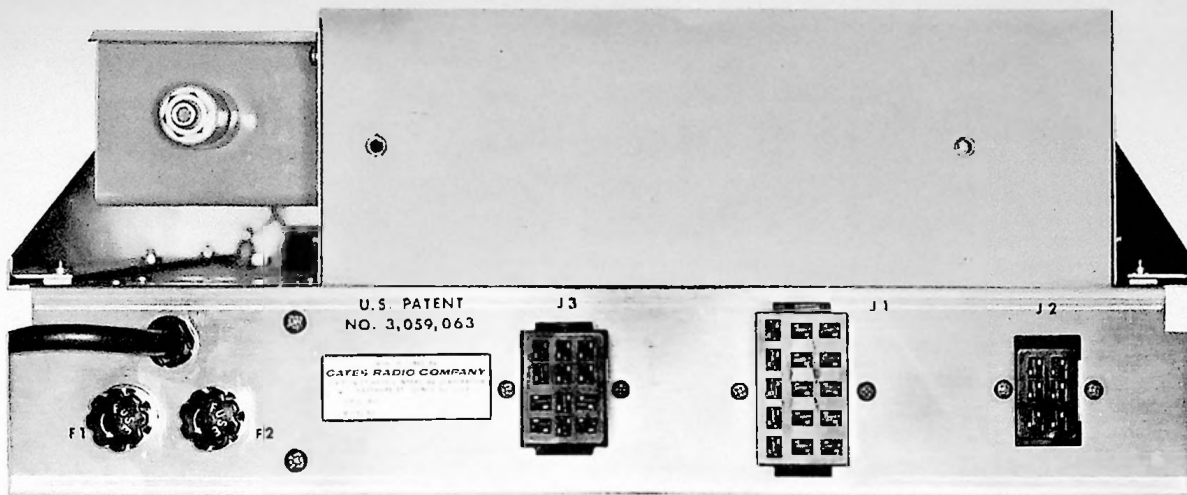 U.S. PATENT
NO. 3,059,063
J3
J1
J2
GATES RADIO COMPANY
F1
F2